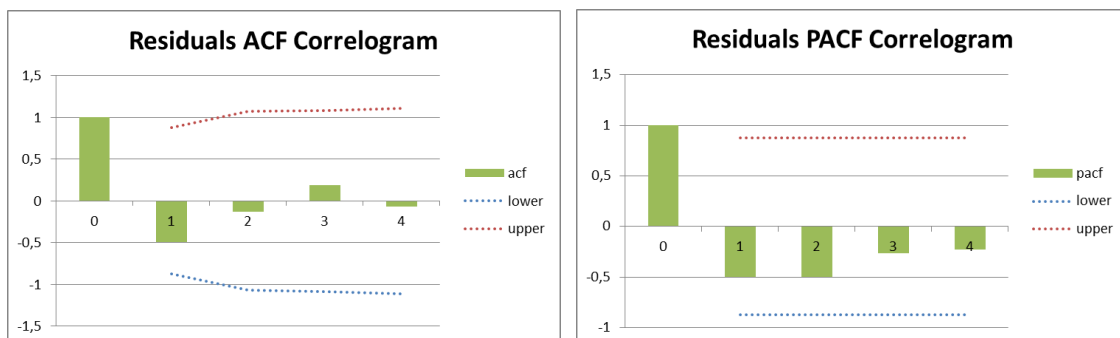 Residuals ACF Correlogram
1,5
1
0,5
0
-0,5
-1
-1,5
0 1 2 3 4
acf
lower
upper
Residuals PACF Correlogram
1,5
1
0,5
0
-0,5
-1
0 1 2 3 4
pacf
lower
upper